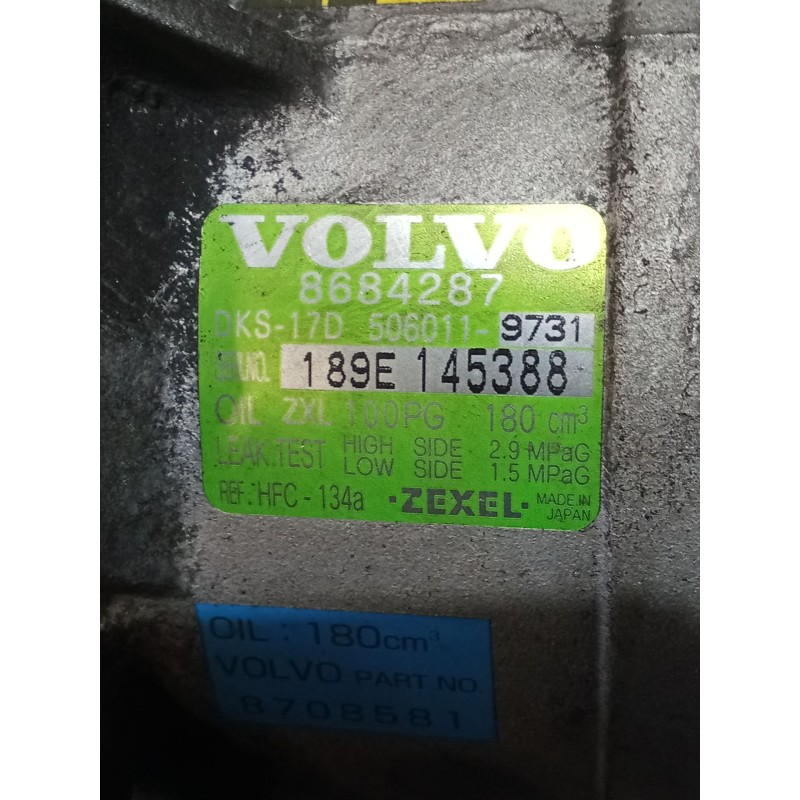 VOLVO
8684287
DKS-17D 506011-9731
SER.NO. 189E 145388
OIL ZXL 100PG 180 cm³
LEAK.TEST HIGH SIDE 2.9 MPaG
LOW SIDE 1.5 MPaG
REF.:HFC-134a ·ZEXEL· MADE IN JAPAN
OIL : 180cm³
VOLVO PART NO.
8708581